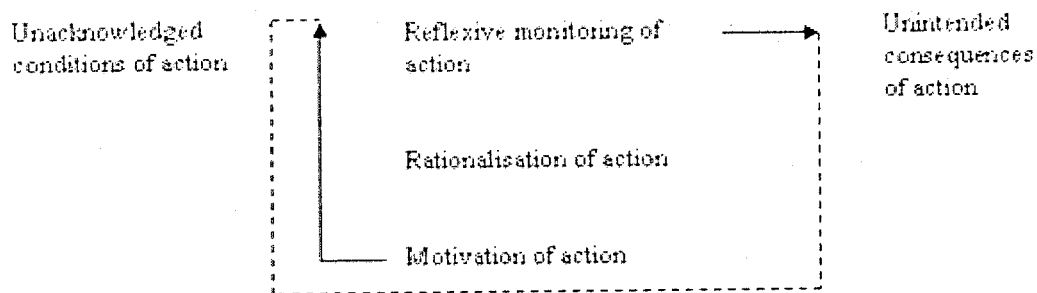 Unacknowledged
conditions of action
Reflexive monitoring of
action
Rationalisation of action
Motivation of action
Unintended
consequences
of action